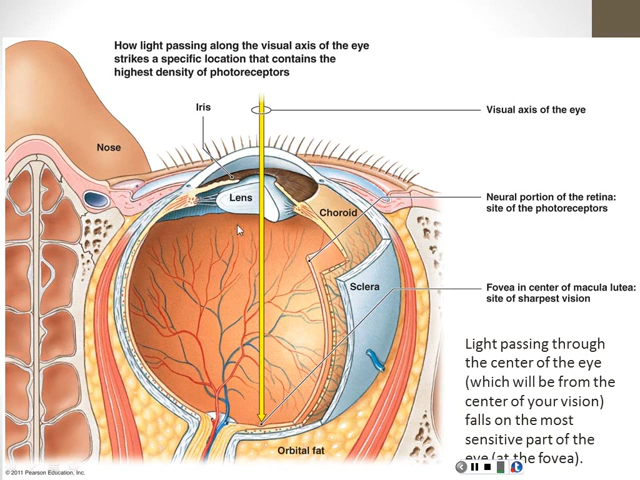 How light passing along the visual axis of the eye
strikes a specific location that contains the
highest density of photoreceptors
Iris
Visual axis of the eye
Nose
Lens
Neural portion of the retina:
site of the photoreceptors
Choroid
Sclera
Fovea in center of macula lutea:
site of sharpest vision
Light passing through
the center of the eye
(which will be from the
center of your vision)
falls on the most
sensitive part of the
eye (at the fovea).
Orbital fat
© 2011 Pearson Education, Inc.